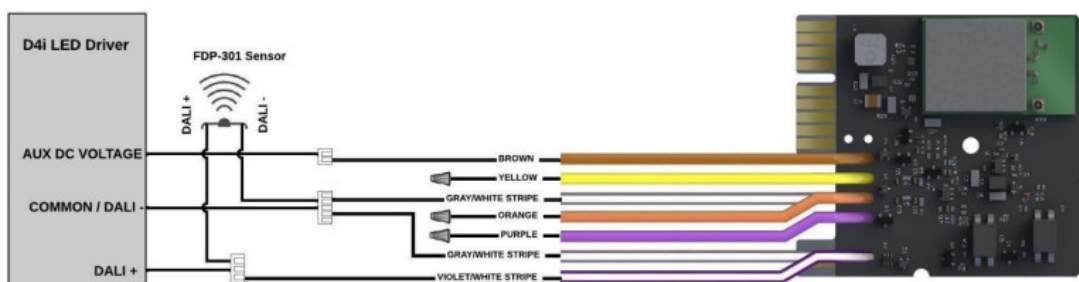 D4i LED Driver
FDP-301 Sensor
DALI +
DALI -
AUX DC VOLTAGE
BROWN
YELLOW
GRAY/WHITE STRIPE
COMMON / DALI -
ORANGE
PURPLE
GRAY/WHITE STRIPE
DALI +
VIOLET/WHITE STRIPE